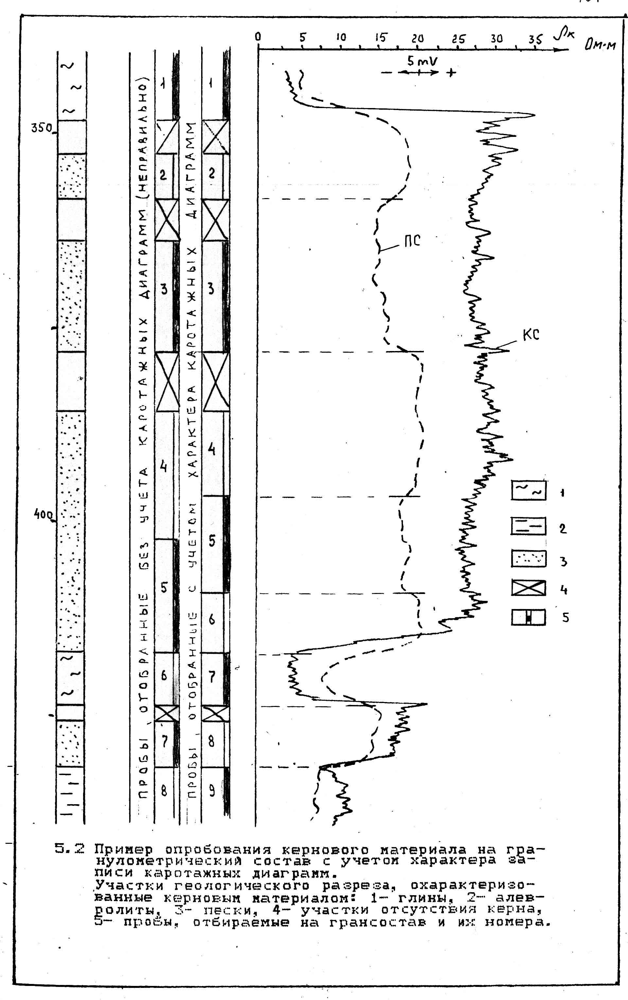 0 5 10 15 20 25 30 35 ρк Ом·м
5 mV
− +
350
400
ПРОБЫ, ОТОБРАННЫЕ БЕЗ УЧЕТА КАРОТАЖНЫХ ДИАГРАММ (НЕПРАВИЛЬНО)
1
2
3
4
5
6
7
8
ПРОБЫ, ОТОБРАННЫЕ С УЧЕТОМ ХАРАКТЕРА КАРОТАЖНЫХ ДИАГРАММ
1
2
3
4
5
6
7
8
9
ПС
КС
1
2
3
4
5
5.2 Пример опробования кернового материала на гра-
нулометрический состав с учетом характера за-
писи каротажных диаграмм.
Участки геологического разреза, охарактеризо-
ванные керновым материалом: 1- глины, 2- алев-
ролиты, 3- пески, 4- участки отсутствия керна,
5- пробы, отбираемые на грансостав и их номера.